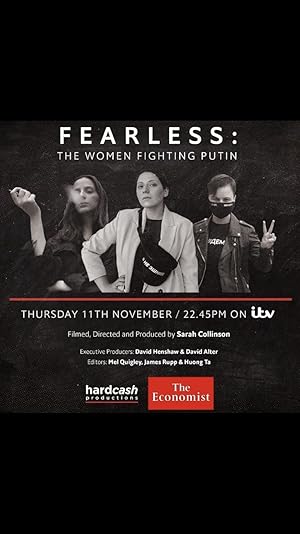 FEARLESS:
THE WOMEN FIGHTING PUTIN
THURSDAY 11TH NOVEMBER / 22.45PM ON itv
Filmed, Directed and Produced by Sarah Collinson
Executive Producers: David Henshaw & David Alter
Editors: Mel Quigley, James Rupp & Huong Ta
hardcash
productions
The
Economist